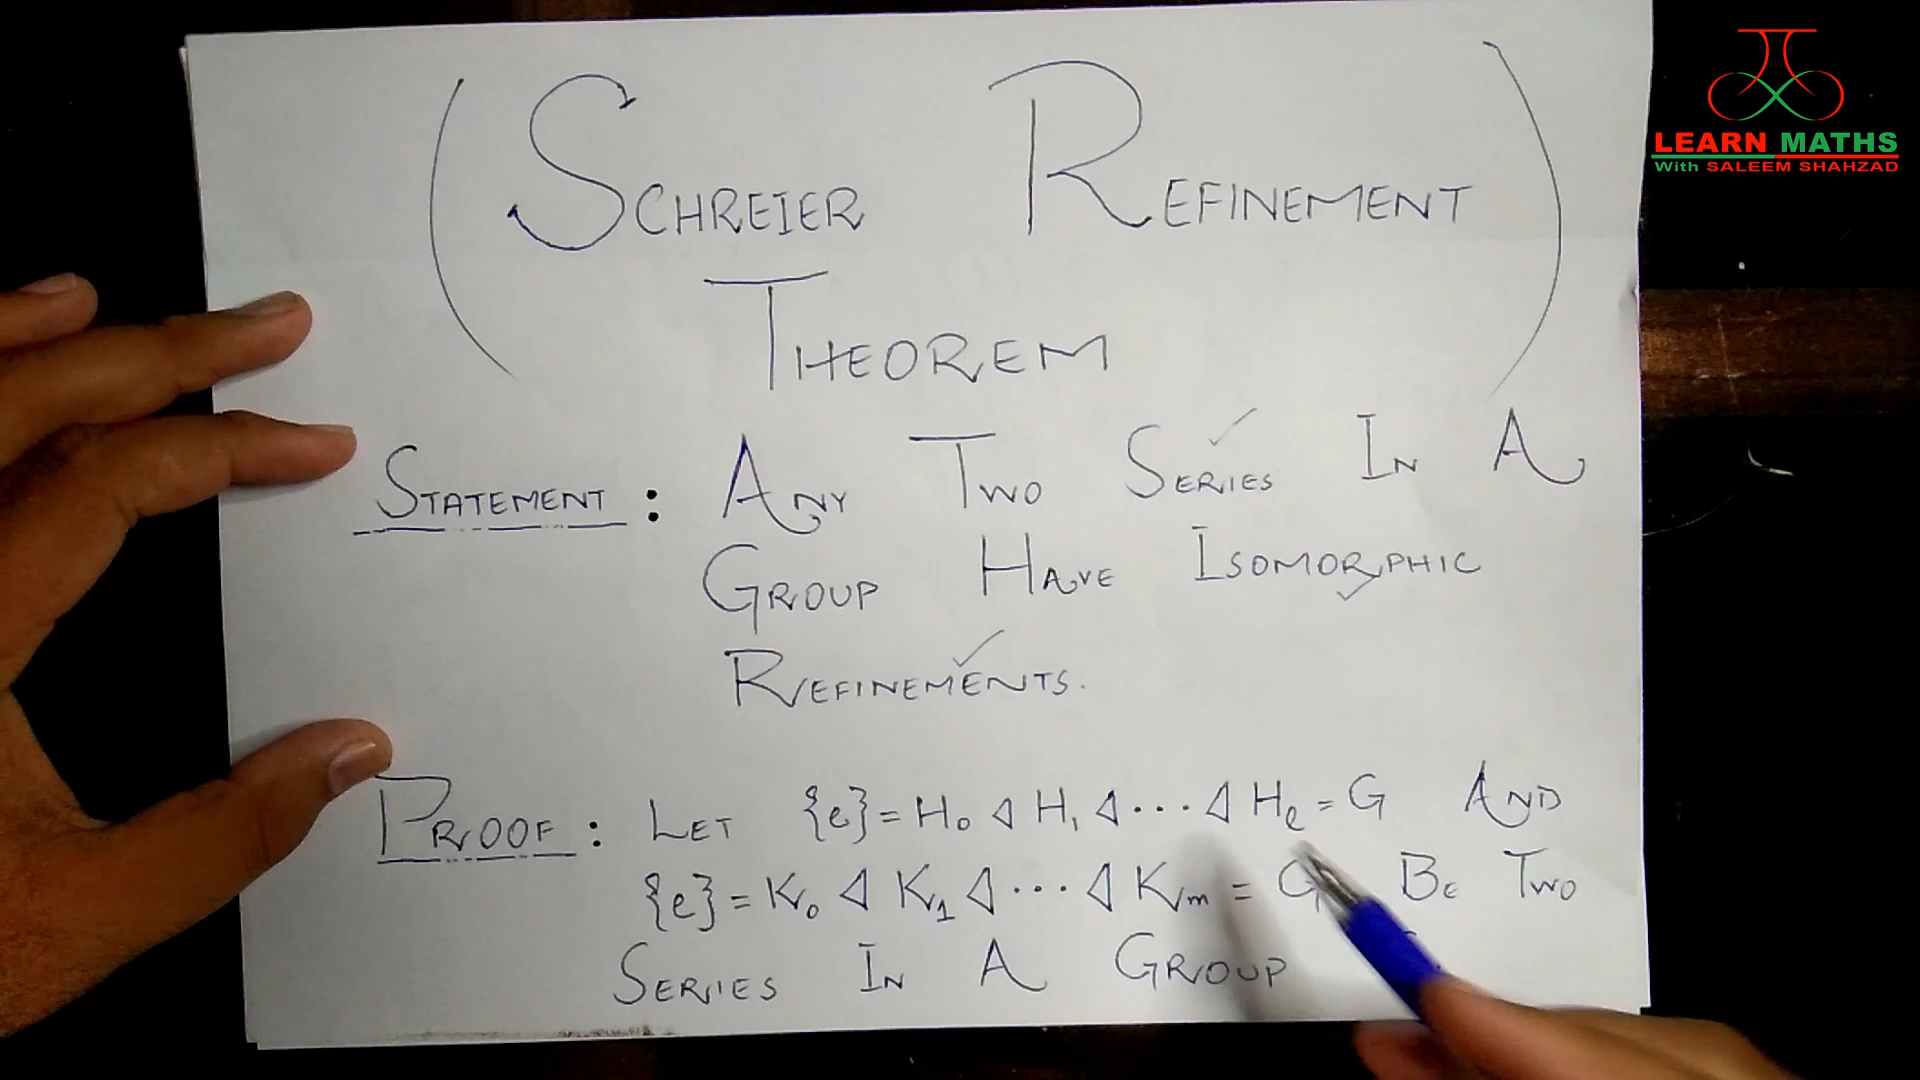 LEARN MATHS
With SALEEM SHAHZAD
(SCHREIER REFINEMENT
THEOREM)
STATEMENT: ANY TWO SERIES IN A
GROUP HAVE ISOMORPHIC
REFINEMENTS.
PROOF: LET {e} = H₀ ⊲ H₁ ⊲ ··· ⊲ Hℓ = G AND
{e} = K₀ ⊲ K₁ ⊲ ··· ⊲ Kₘ = G BE TWO
SERIES IN A GROUP